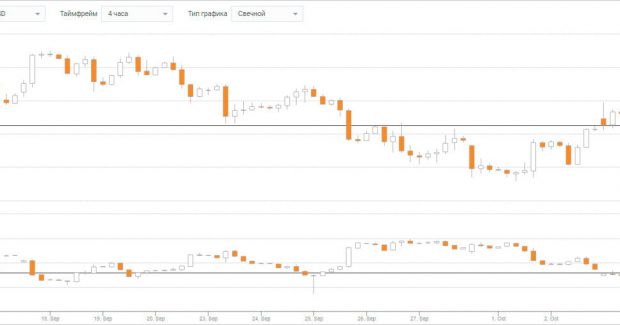 SD Таймфрейм 4 часа Тип графика Свечной
18. Sep 19. Sep 20. Sep 23. Sep 24. Sep 25. Sep 26. Sep 27. Sep 1. Oct 2. Oct